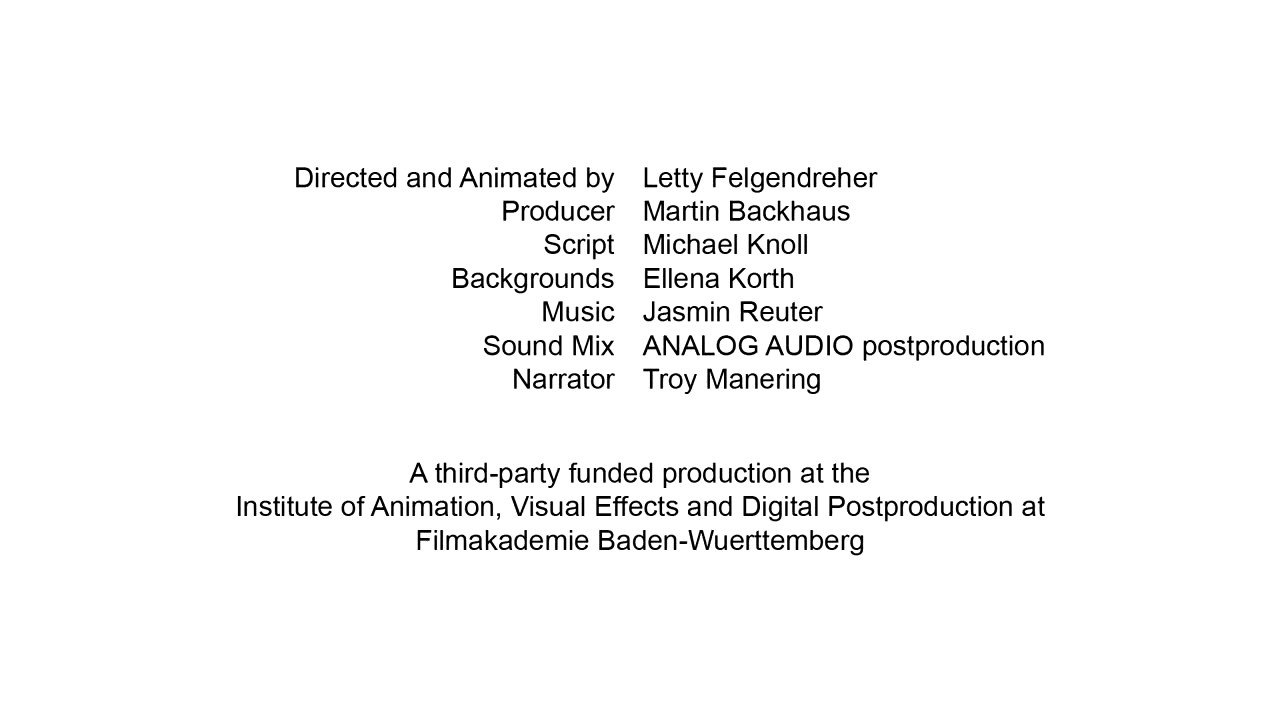 Directed and Animated by Letty Felgendreher
Producer Martin Backhaus
Script Michael Knoll
Backgrounds Ellena Korth
Music Jasmin Reuter
Sound Mix ANALOG AUDIO postproduction
Narrator Troy Manering
A third-party funded production at the
Institute of Animation, Visual Effects and Digital Postproduction at
Filmakademie Baden-Wuerttemberg